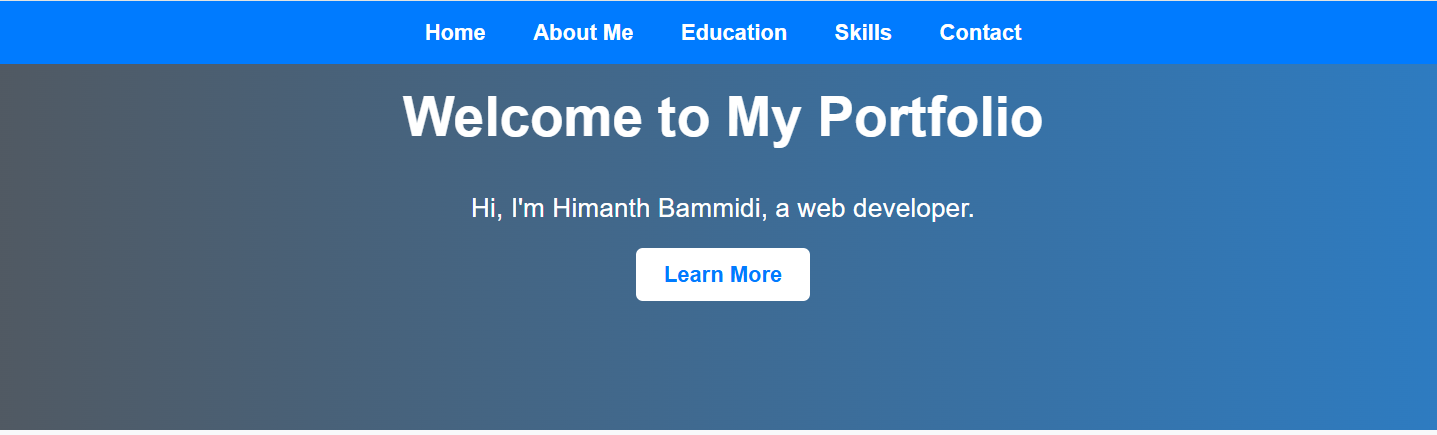 Home About Me Education Skills Contact
Welcome to My Portfolio
Hi, I'm Himanth Bammidi, a web developer.
Learn More